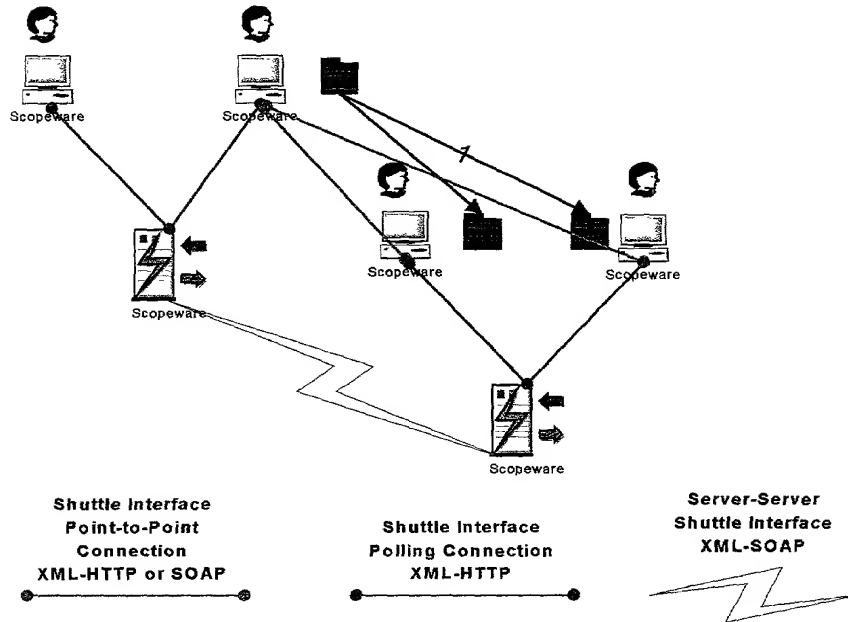 Scopeware
Scopeware
1
Scopeware
Scopeware
Scopeware
Scopeware
Shuttle Interface
Point-to-Point
Connection
XML-HTTP or SOAP
Shuttle Interface
Polling Connection
XML-HTTP
Server-Server
Shuttle Interface
XML-SOAP